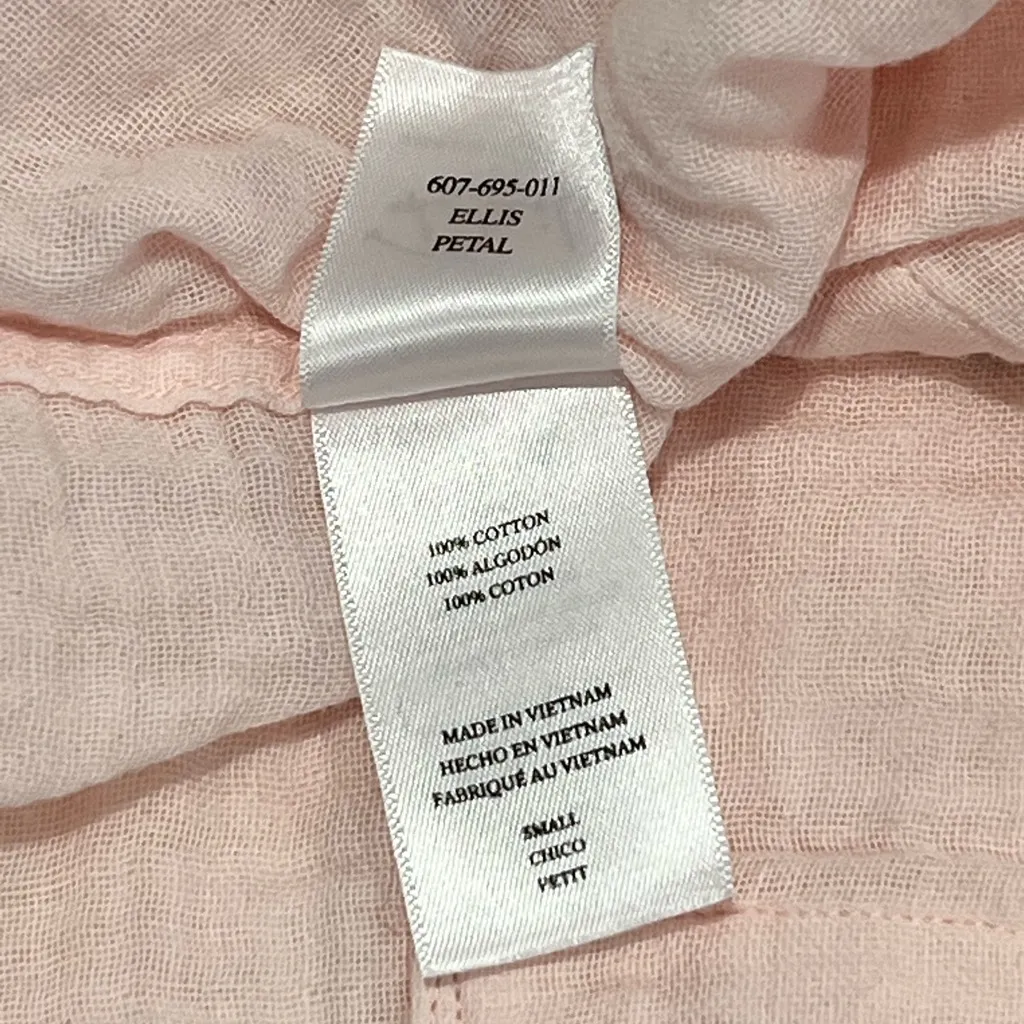 607-695-011
ELLIS
PETAL
100% COTTON
100% ALGODÓN
100% COTON
MADE IN VIETNAM
HECHO EN VIETNAM
FABRIQUÉ AU VIETNAM
SMALL
CHICO
PETIT